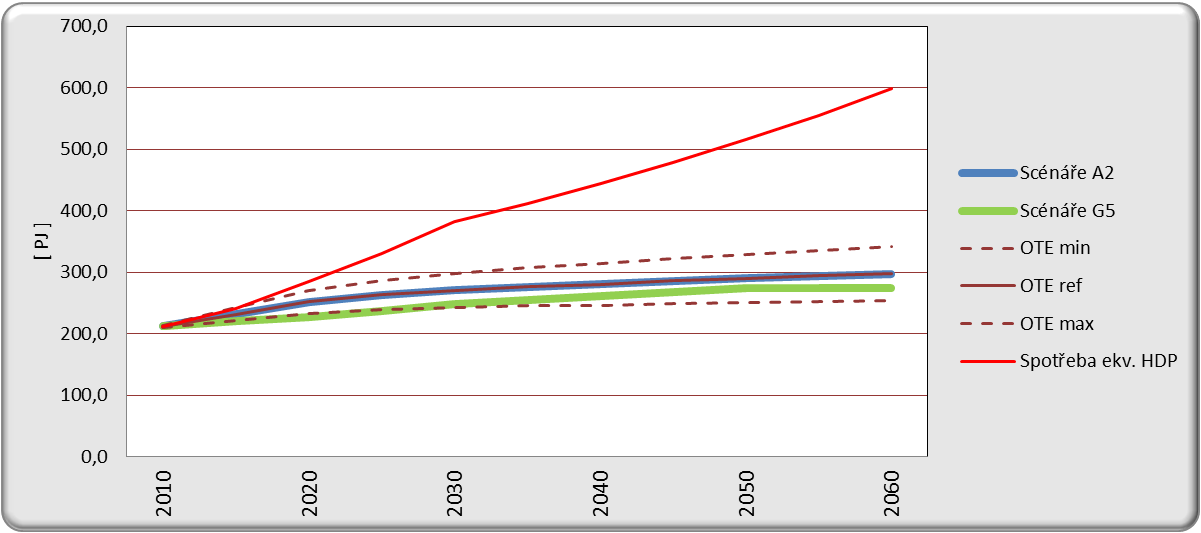 700,0
600,0
500,0
400,0
300,0
200,0
100,0
0,0
[ PJ ]
2010
2020
2030
2040
2050
2060
Scénáře A2
Scénáře G5
OTE min
OTE ref
OTE max
Spotřeba ekv. HDP